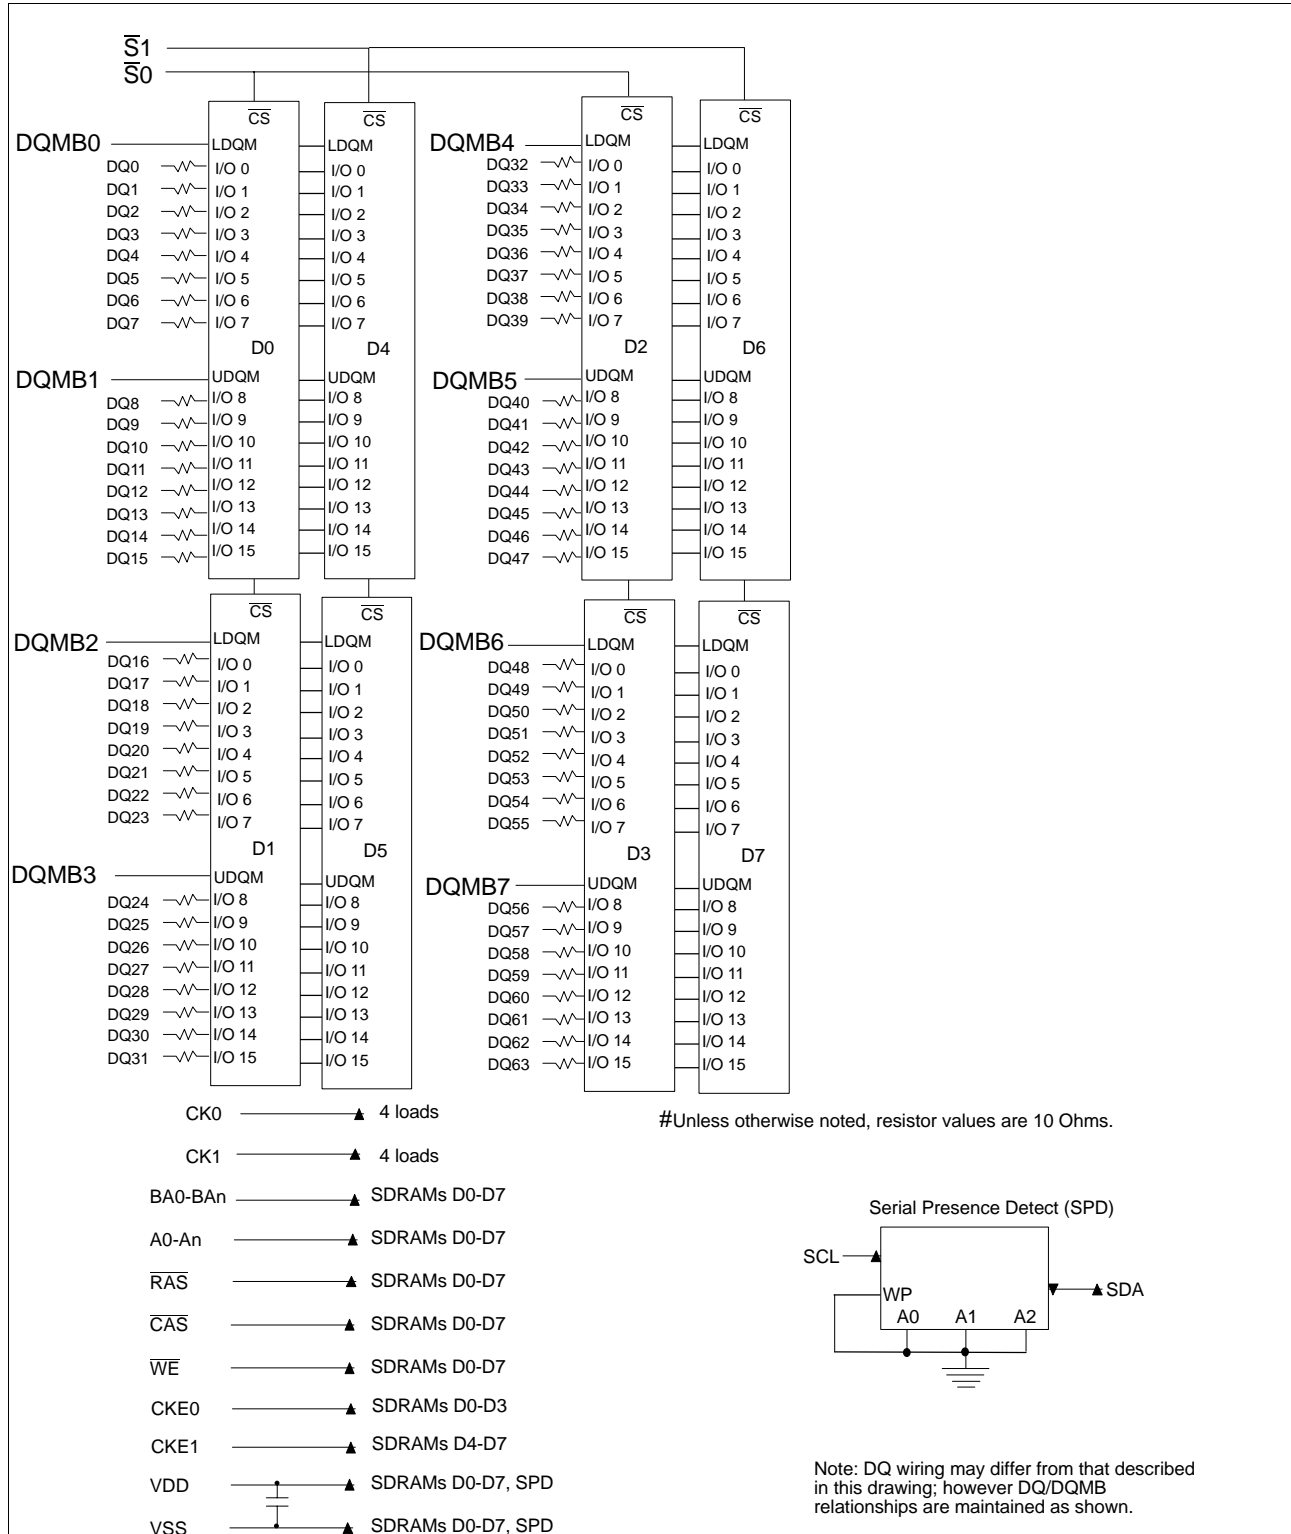 S̅1
S̅0
C̅S̅ C̅S̅ C̅S̅ C̅S̅
DQMB0 LDQM LDQM DQMB4 LDQM LDQM
DQ0 I/O 0 I/O 0 DQ32 I/O 0 I/O 0
DQ1 I/O 1 I/O 1 DQ33 I/O 1 I/O 1
DQ2 I/O 2 I/O 2 DQ34 I/O 2 I/O 2
DQ3 I/O 3 I/O 3 DQ35 I/O 3 I/O 3
DQ4 I/O 4 I/O 4 DQ36 I/O 4 I/O 4
DQ5 I/O 5 I/O 5 DQ37 I/O 5 I/O 5
DQ6 I/O 6 I/O 6 DQ38 I/O 6 I/O 6
DQ7 I/O 7 I/O 7 DQ39 I/O 7 I/O 7
D0 D4 D2 D6
DQMB1 UDQM UDQM DQMB5 UDQM UDQM
DQ8 I/O 8 I/O 8 DQ40 I/O 8 I/O 8
DQ9 I/O 9 I/O 9 DQ41 I/O 9 I/O 9
DQ10 I/O 10 I/O 10 DQ42 I/O 10 I/O 10
DQ11 I/O 11 I/O 11 DQ43 I/O 11 I/O 11
DQ12 I/O 12 I/O 12 DQ44 I/O 12 I/O 12
DQ13 I/O 13 I/O 13 DQ45 I/O 13 I/O 13
DQ14 I/O 14 I/O 14 DQ46 I/O 14 I/O 14
DQ15 I/O 15 I/O 15 DQ47 I/O 15 I/O 15
C̅S̅ C̅S̅ C̅S̅ C̅S̅
DQMB2 LDQM LDQM DQMB6 LDQM LDQM
DQ16 I/O 0 I/O 0 DQ48 I/O 0 I/O 0
DQ17 I/O 1 I/O 1 DQ49 I/O 1 I/O 1
DQ18 I/O 2 I/O 2 DQ50 I/O 2 I/O 2
DQ19 I/O 3 I/O 3 DQ51 I/O 3 I/O 3
DQ20 I/O 4 I/O 4 DQ52 I/O 4 I/O 4
DQ21 I/O 5 I/O 5 DQ53 I/O 5 I/O 5
DQ22 I/O 6 I/O 6 DQ54 I/O 6 I/O 6
DQ23 I/O 7 I/O 7 DQ55 I/O 7 I/O 7
D1 D5 D3 D7
DQMB3 UDQM UDQM DQMB7 UDQM UDQM
DQ24 I/O 8 I/O 8 DQ56 I/O 8 I/O 8
DQ25 I/O 9 I/O 9 DQ57 I/O 9 I/O 9
DQ26 I/O 10 I/O 10 DQ58 I/O 10 I/O 10
DQ27 I/O 11 I/O 11 DQ59 I/O 11 I/O 11
DQ28 I/O 12 I/O 12 DQ60 I/O 12 I/O 12
DQ29 I/O 13 I/O 13 DQ61 I/O 13 I/O 13
DQ30 I/O 14 I/O 14 DQ62 I/O 14 I/O 14
DQ31 I/O 15 I/O 15 DQ63 I/O 15 I/O 15
CK0 4 loads
#Unless otherwise noted, resistor values are 10 Ohms.
CK1 4 loads
BA0-BAn SDRAMs D0-D7
A0-An SDRAMs D0-D7
R̅A̅S̅ SDRAMs D0-D7
C̅A̅S̅ SDRAMs D0-D7
W̅E̅ SDRAMs D0-D7
CKE0 SDRAMs D0-D3
CKE1 SDRAMs D4-D7
VDD SDRAMs D0-D7, SPD
VSS SDRAMs D0-D7, SPD
Serial Presence Detect (SPD)
SCL
WP SDA
A0 A1 A2
Note: DQ wiring may differ from that described
in this drawing; however DQ/DQMB
relationships are maintained as shown.